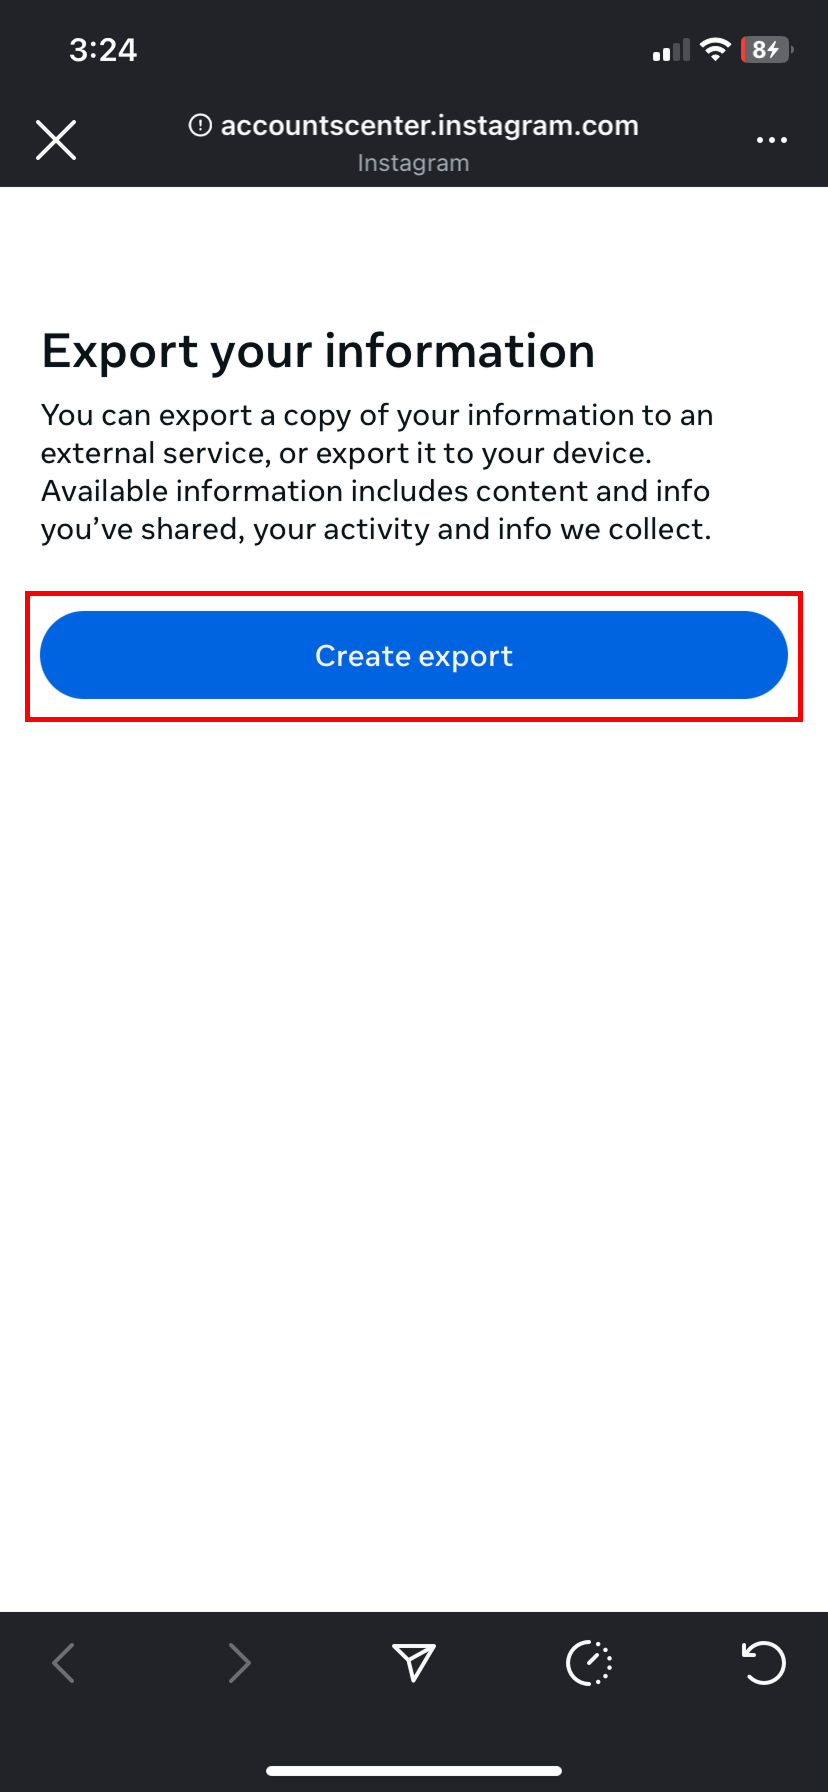 3:24
8
accountscenter.instagram.com
Instagram
Export your information
You can export a copy of your information to an
external service, or export it to your device.
Available information includes content and info
you’ve shared, your activity and info we collect.
Create export